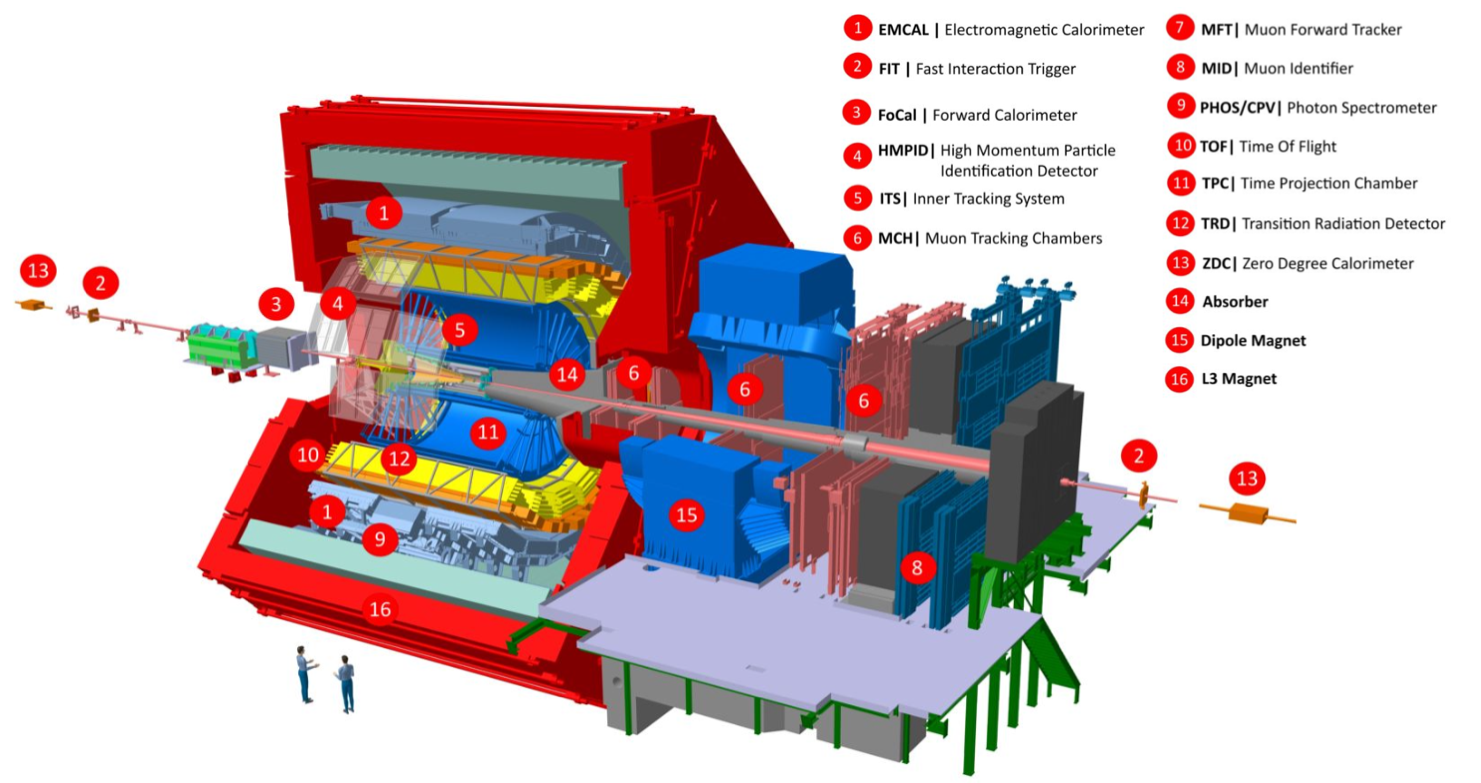 1 EMCAL | Electromagnetic Calorimeter
2 FIT | Fast Interaction Trigger
3 FoCal | Forward Calorimeter
4 HMPID| High Momentum Particle
Identification Detector
5 ITS| Inner Tracking System
6 MCH| Muon Tracking Chambers
7 MFT| Muon Forward Tracker
8 MID| Muon Identifier
9 PHOS/CPV| Photon Spectrometer
10 TOF| Time Of Flight
11 TPC| Time Projection Chamber
12 TRD| Transition Radiation Detector
13 ZDC| Zero Degree Calorimeter
14 Absorber
15 Dipole Magnet
16 L3 Magnet
1
13
2
3
4
5
14
6
6
6
11
10
12
1
9
15
8
2
13
16